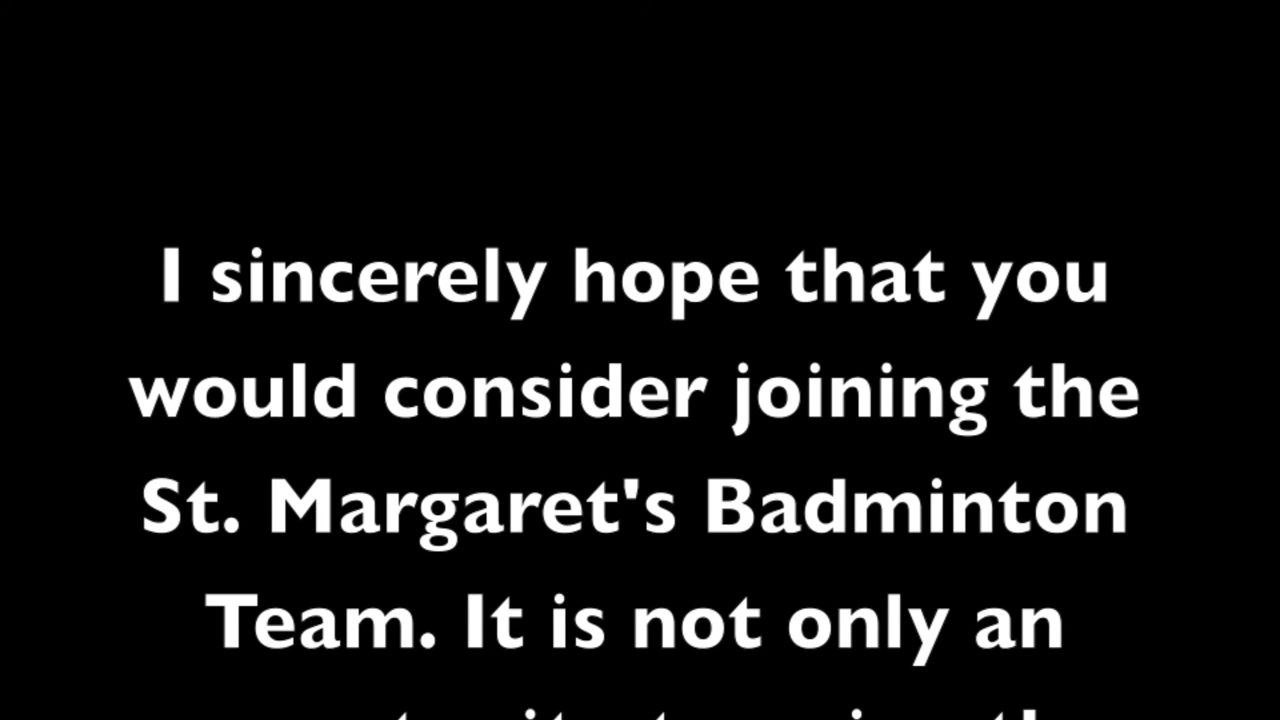 I sincerely hope that you
would consider joining the
St. Margaret's Badminton
Team. It is not only an